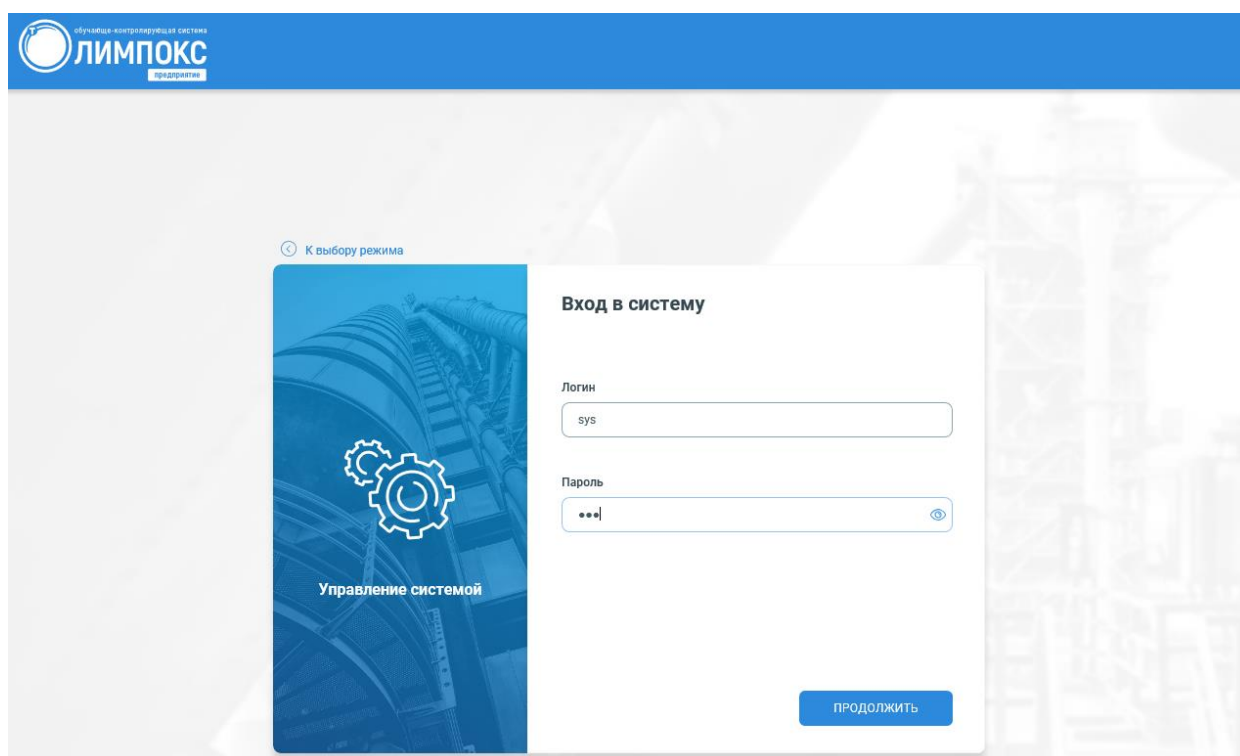 обучающе-контролирующая система
ОЛИМПОКС
предприятие
К выбору режима
Вход в систему
Логин
sys
Пароль
•••
Управление системой
ПРОДОЛЖИТЬ